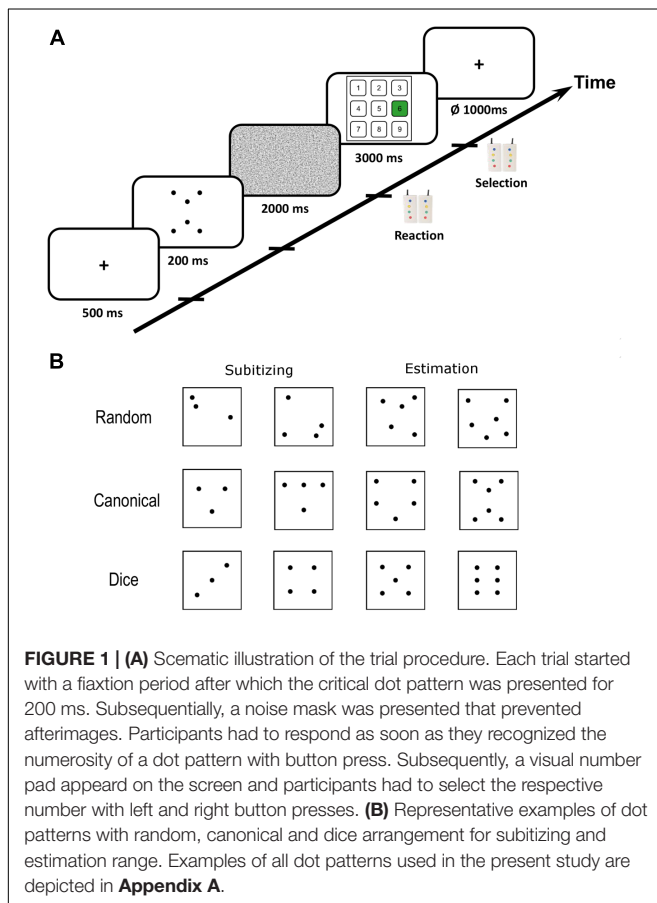 A
1 2 3
4 5 6
7 8 9
Time
Ø 1000ms
3000 ms
Selection
2000 ms
Reaction
200 ms
500 ms
B
Subitizing Estimation
Random
Canonical
Dice
FIGURE 1 | (A) Scematic illustration of the trial procedure. Each trial started
with a fiaxtion period after which the critical dot pattern was presented for
200 ms. Subsequentially, a noise mask was presented that prevented
afterimages. Participants had to respond as soon as they recognized the
numerosity of a dot pattern with button press. Subsequently, a visual number
pad appeard on the screen and participants had to select the respective
number with left and right button presses. (B) Representative examples of dot
patterns with random, canonical and dice arrangement for subitizing and
estimation range. Examples of all dot patterns used in the present study are
depicted in Appendix A.